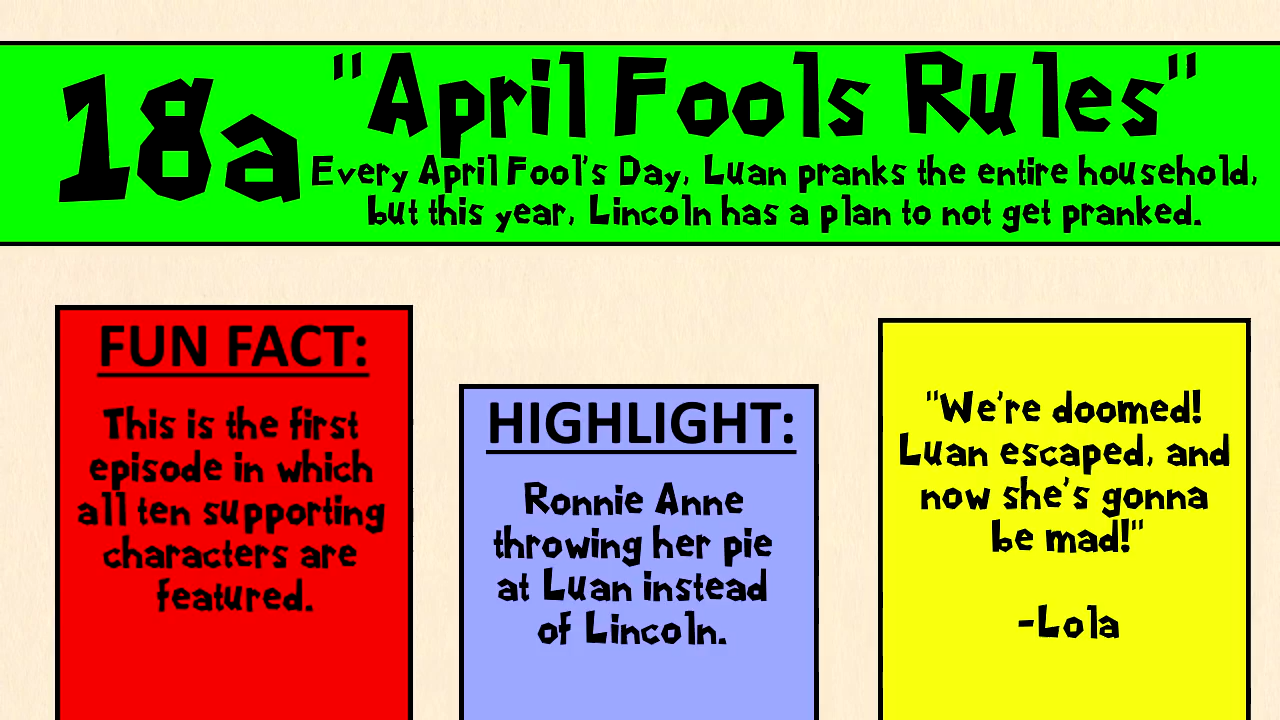 18a
"April Fools Rules"
Every April Fool's Day, Luan pranks the entire household,
but this year, Lincoln has a plan to not get pranked.
FUN FACT:
This is the first
episode in which
all ten supporting
characters are
featured.
HIGHLIGHT:
Ronnie Anne
throwing her pie
at Luan instead
of Lincoln.
"We're doomed!
Luan escaped, and
now she's gonna
be mad!"
-Lola